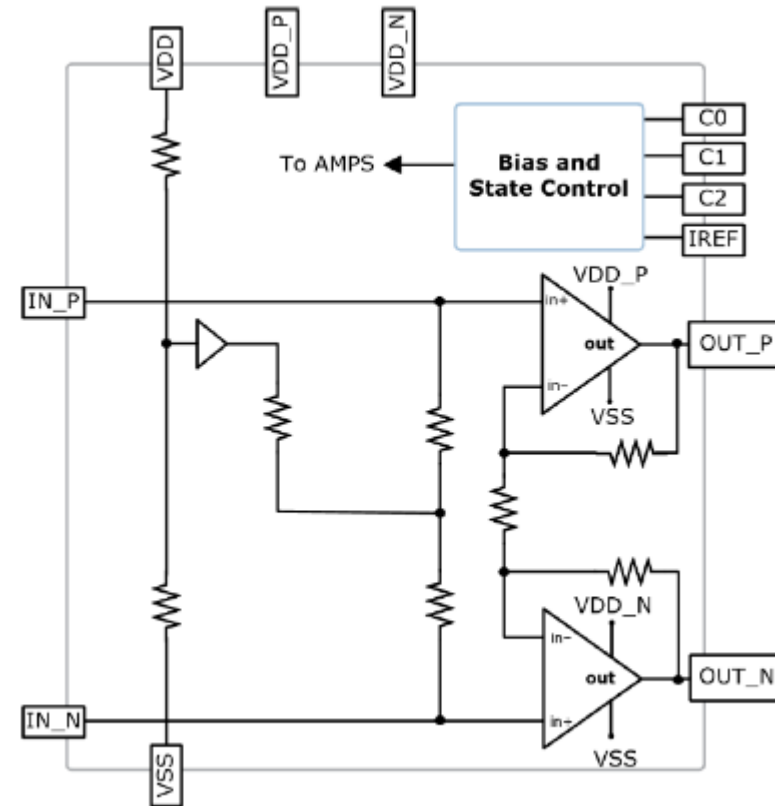 VDD
VDD_P
VDD_N
C0
C1
C2
IREF
Bias and
State Control
To AMPS
IN_P
VDD_P
in+
out
in-
VSS
OUT_P
VDD_N
in-
out
in+
VSS
OUT_N
IN_N
VSS